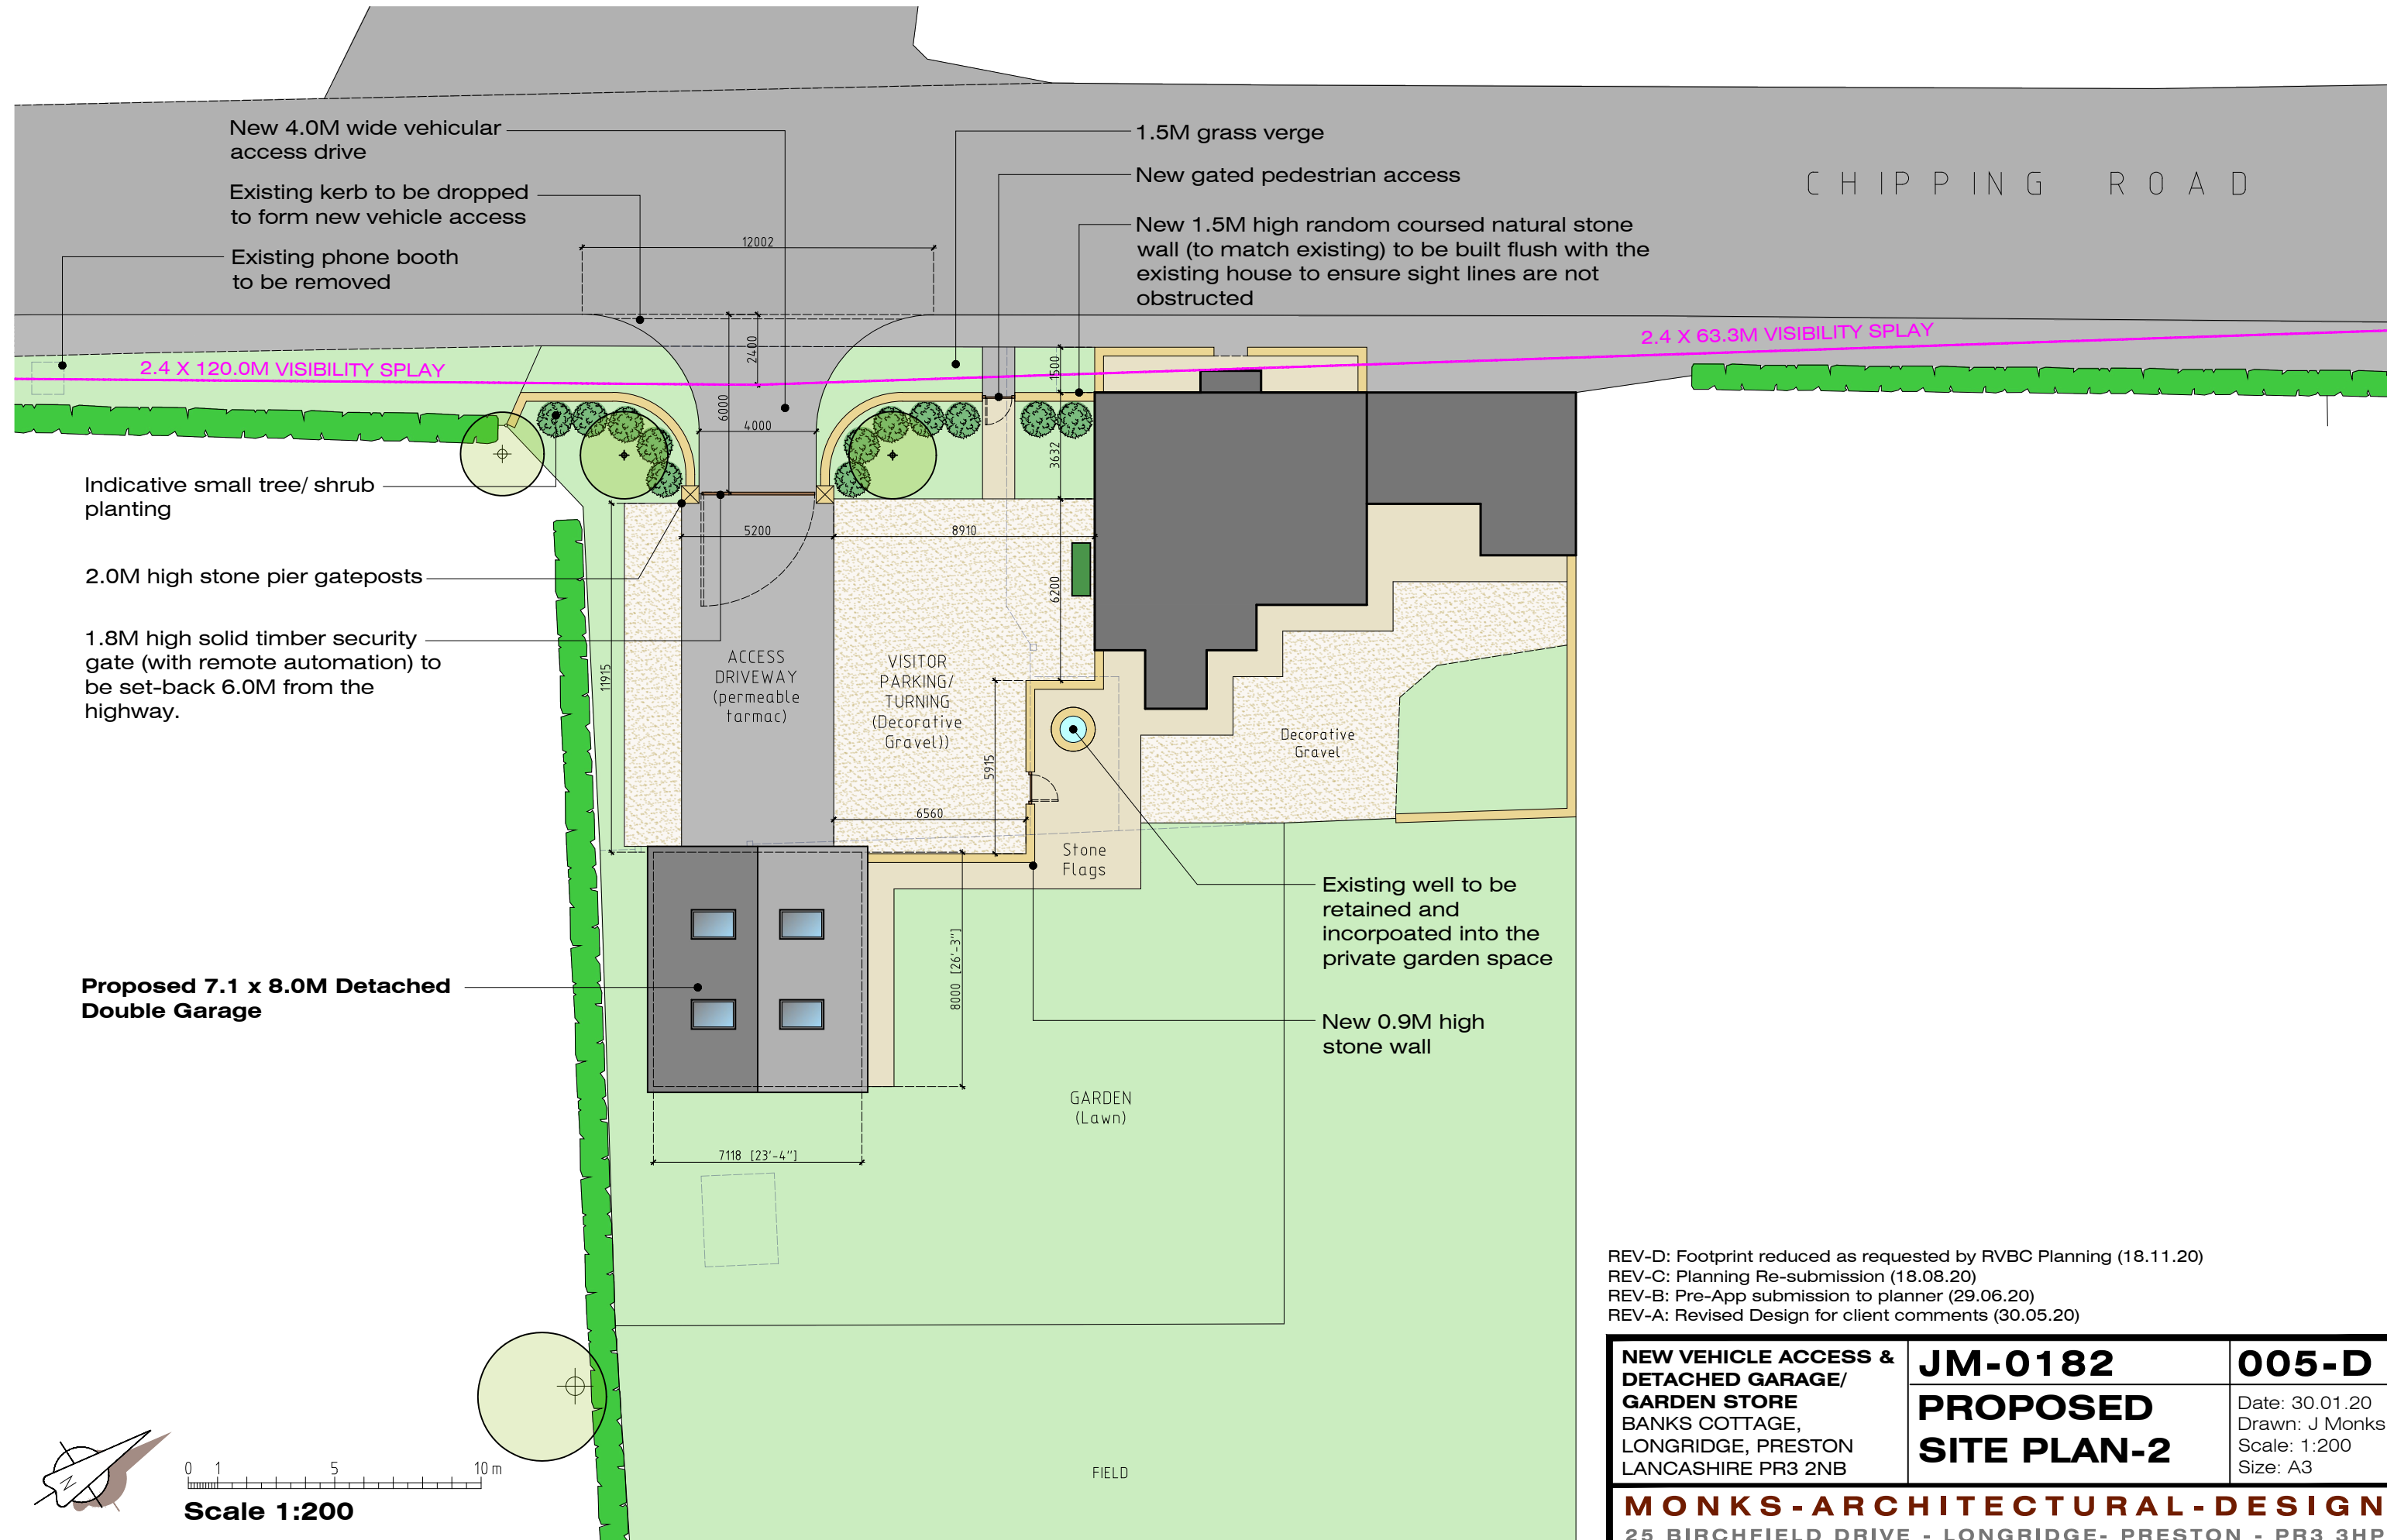 New 4.0M wide vehicular
access drive
Existing kerb to be dropped
to form new vehicle access
Existing phone booth
to be removed
1.5M grass verge
New gated pedestrian access
New 1.5M high random coursed natural stone
wall (to match existing) to be built flush with the
existing house to ensure sight lines are not
obstructed
CHIPPING ROAD
12002
2.4 X 120.0M VISIBILITY SPLAY
2.4 X 63.3M VISIBILITY SPLAY
2400
6000
4000
1500
3632
5200
8910
6200
11915
5915
6560
Indicative small tree/ shrub
planting
2.0M high stone pier gateposts
1.8M high solid timber security
gate (with remote automation) to
be set-back 6.0M from the
highway.
ACCESS
DRIVEWAY
(permeable
tarmac)
VISITOR
PARKING/
TURNING
(Decorative
Gravel))
Decorative
Gravel
Stone
Flags
Existing well to be
retained and
incorpoated into the
private garden space
New 0.9M high
stone wall
Proposed 7.1 x 8.0M Detached
Double Garage
8000 [26'-3"]
7118 [23'-4"]
GARDEN
(Lawn)
FIELD
N
0 1 5 10 m
Scale 1:200
REV-D: Footprint reduced as requested by RVBC Planning (18.11.20)
REV-C: Planning Re-submission (18.08.20)
REV-B: Pre-App submission to planner (29.06.20)
REV-A: Revised Design for client comments (30.05.20)
NEW VEHICLE ACCESS &
DETACHED GARAGE/
GARDEN STORE
BANKS COTTAGE,
LONGRIDGE, PRESTON
LANCASHIRE PR3 2NB
JM-0182
PROPOSED
SITE PLAN-2
005-D
Date: 30.01.20
Drawn: J Monks
Scale: 1:200
Size: A3
MONKS-ARCHITECTURAL-DESIGN
25 BIRCHFIELD DRIVE - LONGRIDGE- PRESTON - PR3 3HP